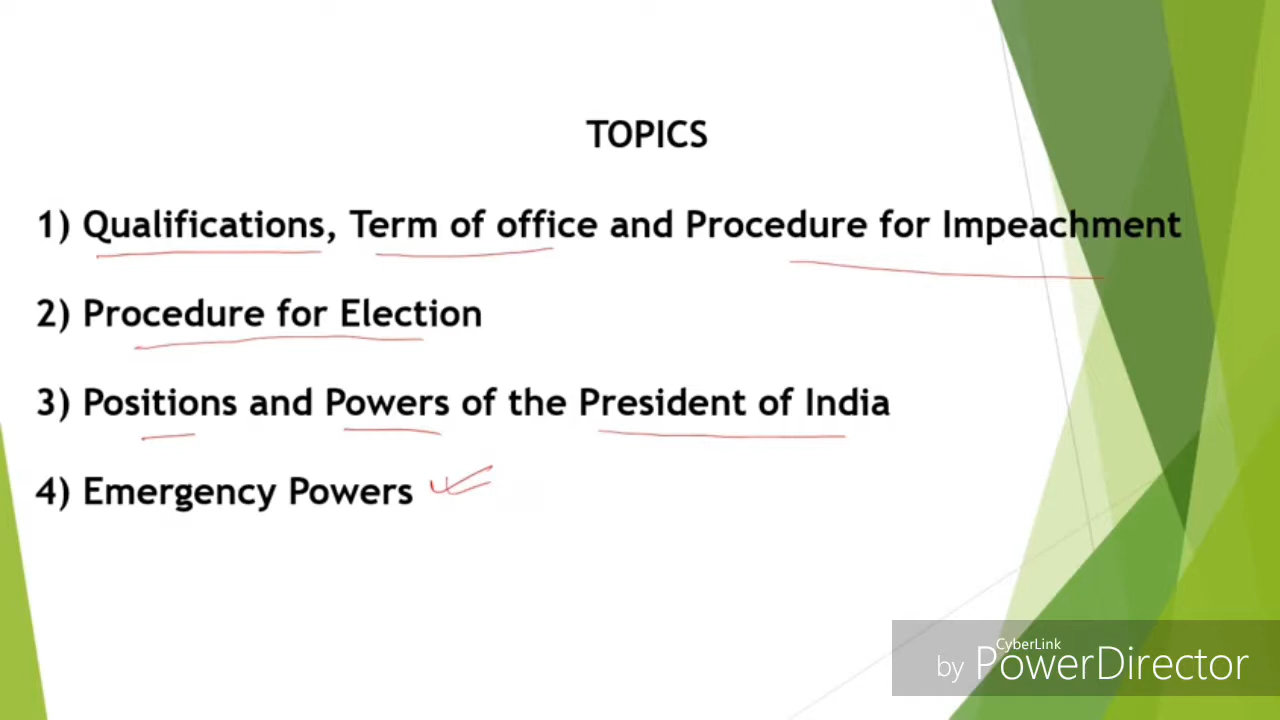 TOPICS
1) Qualifications, Term of office and Procedure for Impeachment
2) Procedure for Election
3) Positions and Powers of the President of India
4) Emergency Powers
CyberLink
by PowerDirector